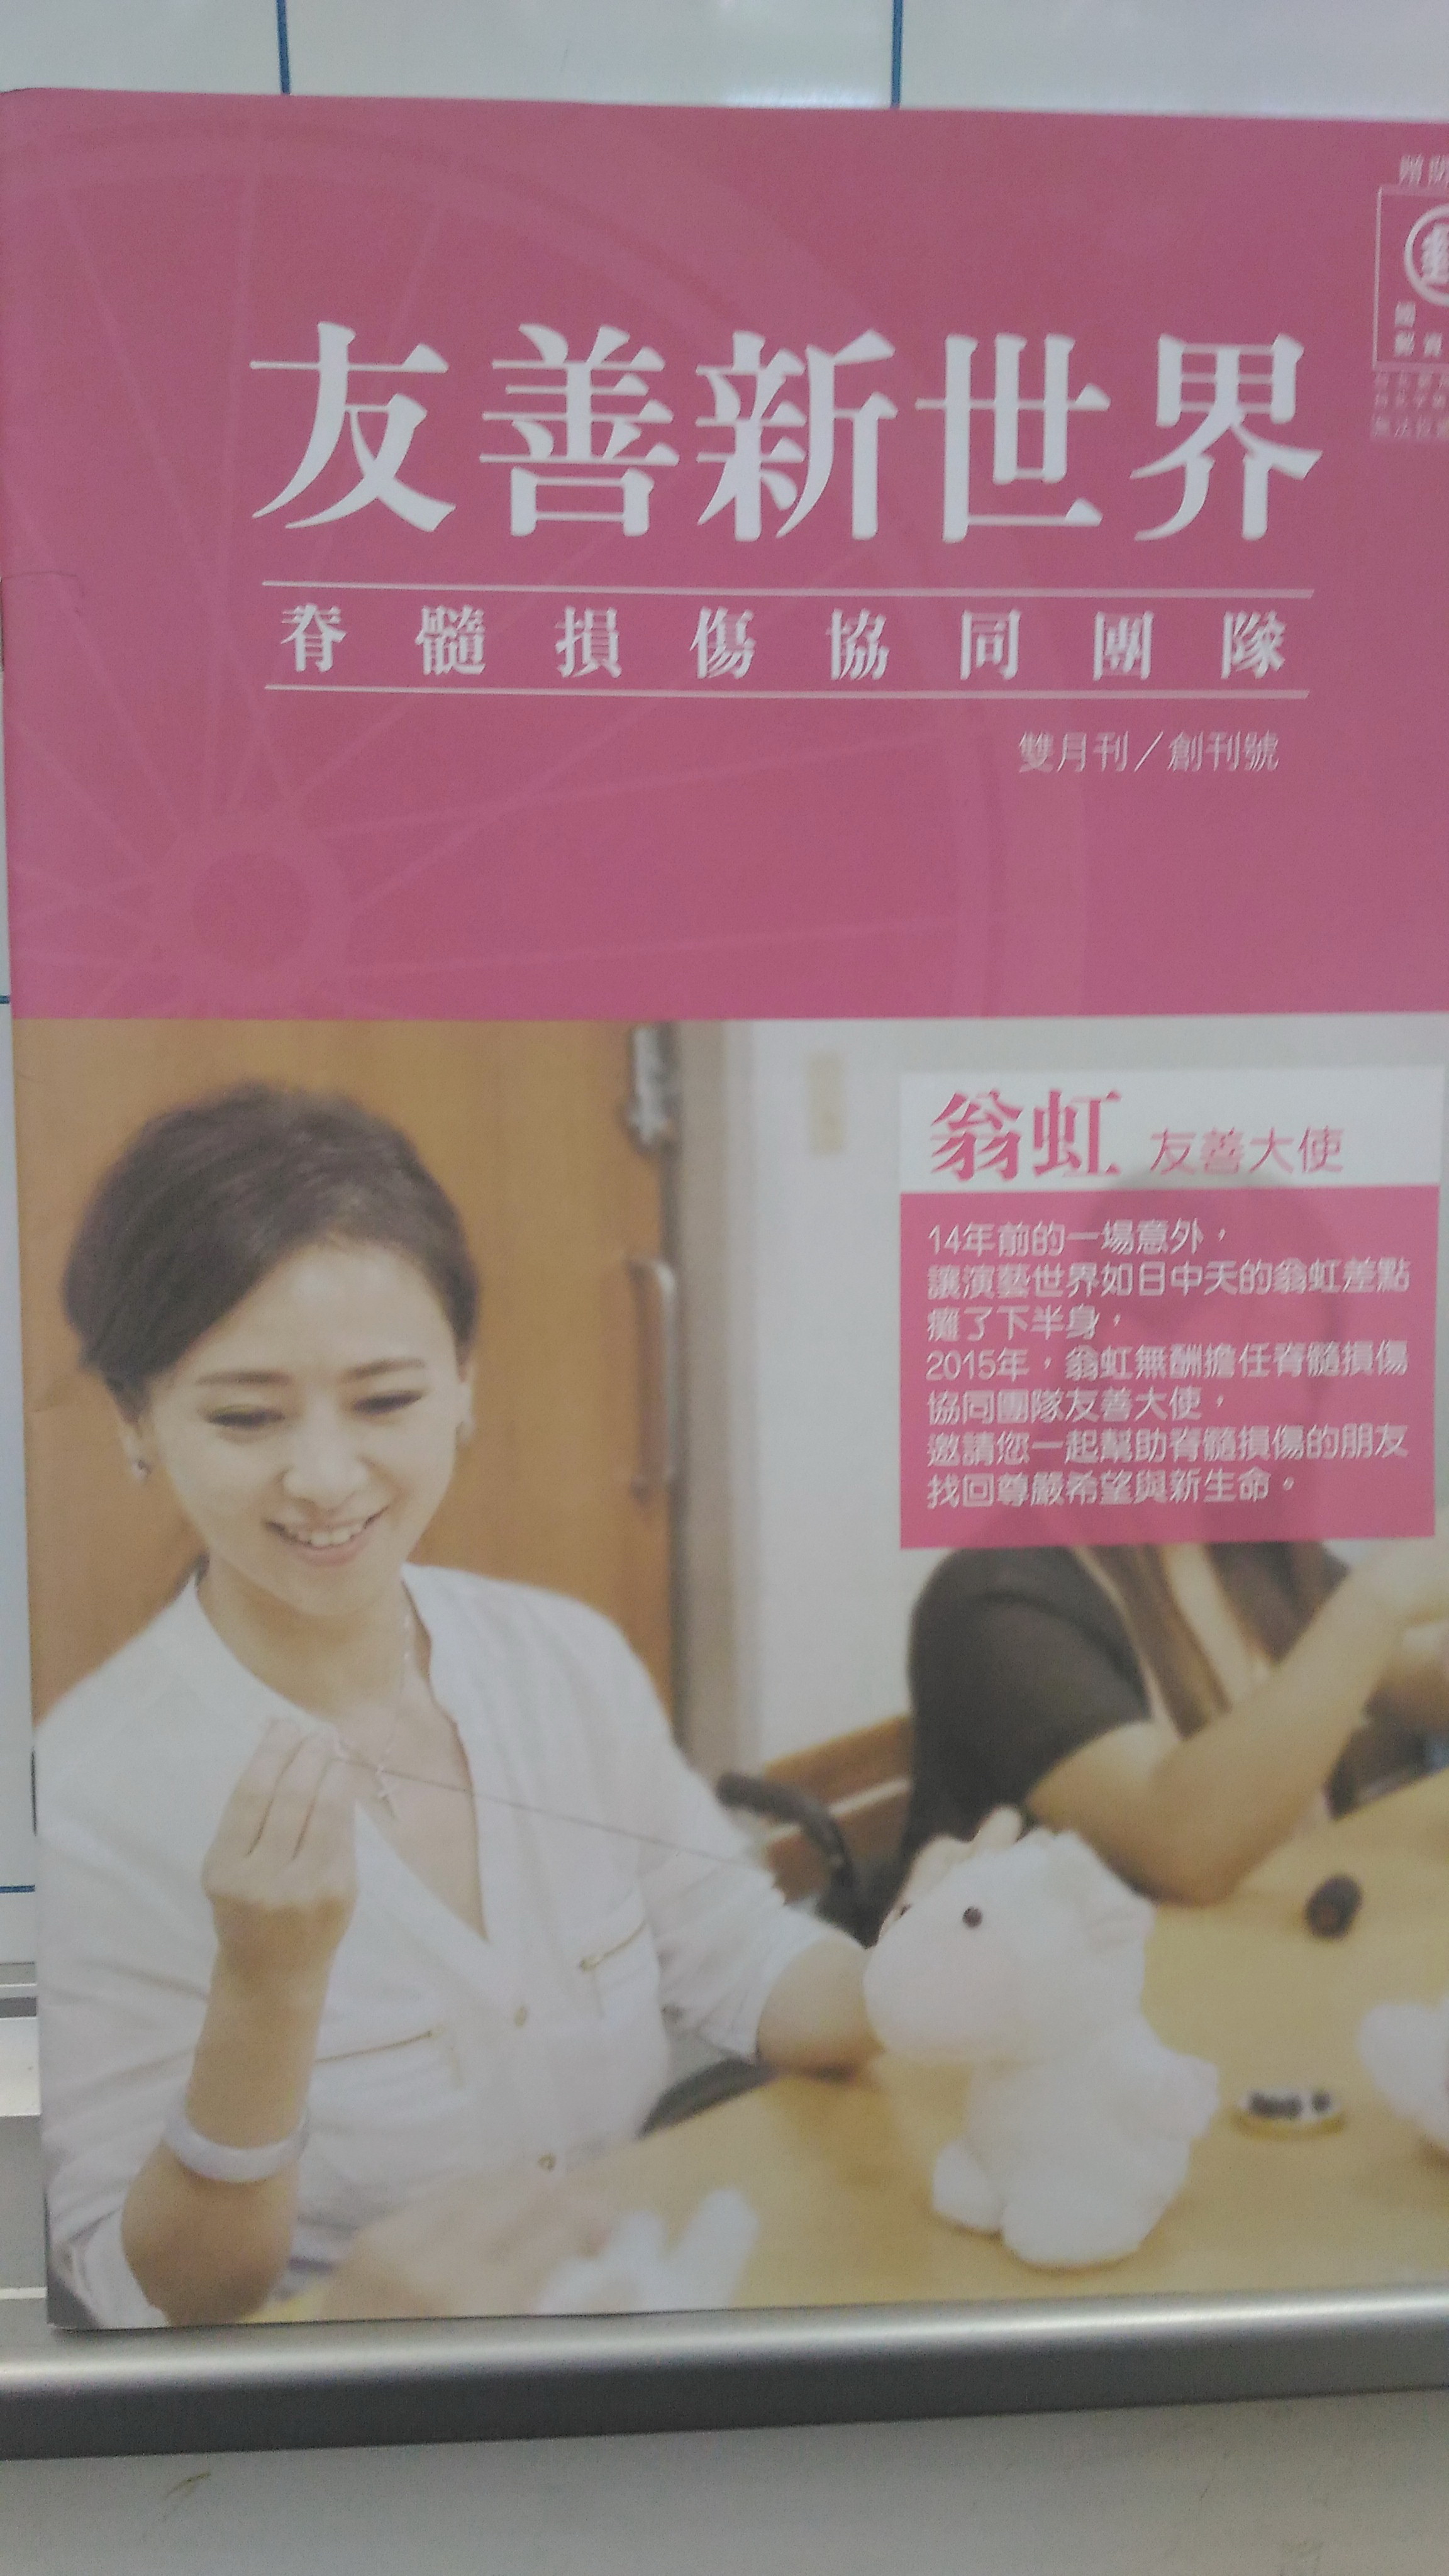 友善新世界
脊髓損傷協同團隊
雙月刊／創刊號
翁虹 友善大使
14年前的一場意外，
讓演藝世界如日中天的翁虹差點
癱了下半身，
2015年，翁虹無酬擔任脊髓損傷
協同團隊友善大使，
邀請您一起幫助脊髓損傷的朋友
找回尊嚴希望與新生命。